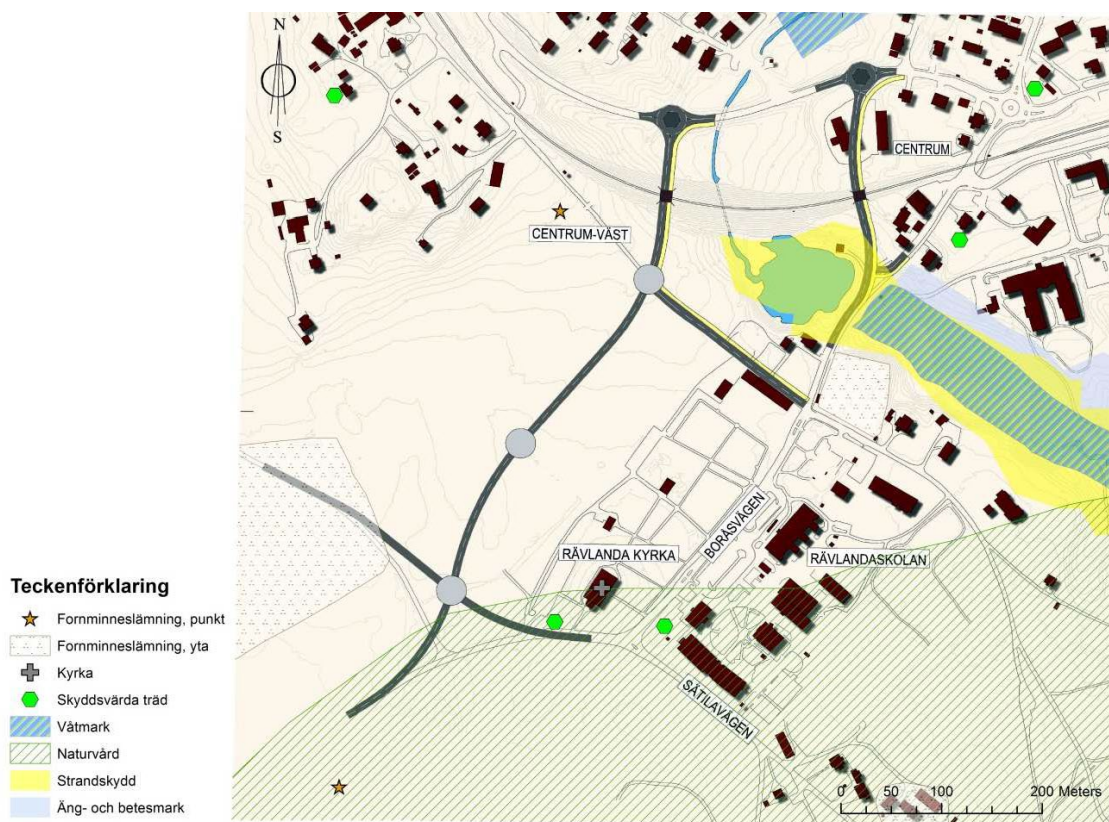 N
S
CENTRUM
CENTRUM-VÄST
BORÅSVÄGEN
RÄVLANDA KYRKA
RÄVLANDASKOLAN
SÄTILAVÄGEN
Teckenförklaring
Fornminneslämning, punkt
Fornminneslämning, yta
Kyrka
Skyddsvärda träd
Våtmark
Naturvård
Strandskydd
Äng- och betesmark
0 50 100 200 Meters